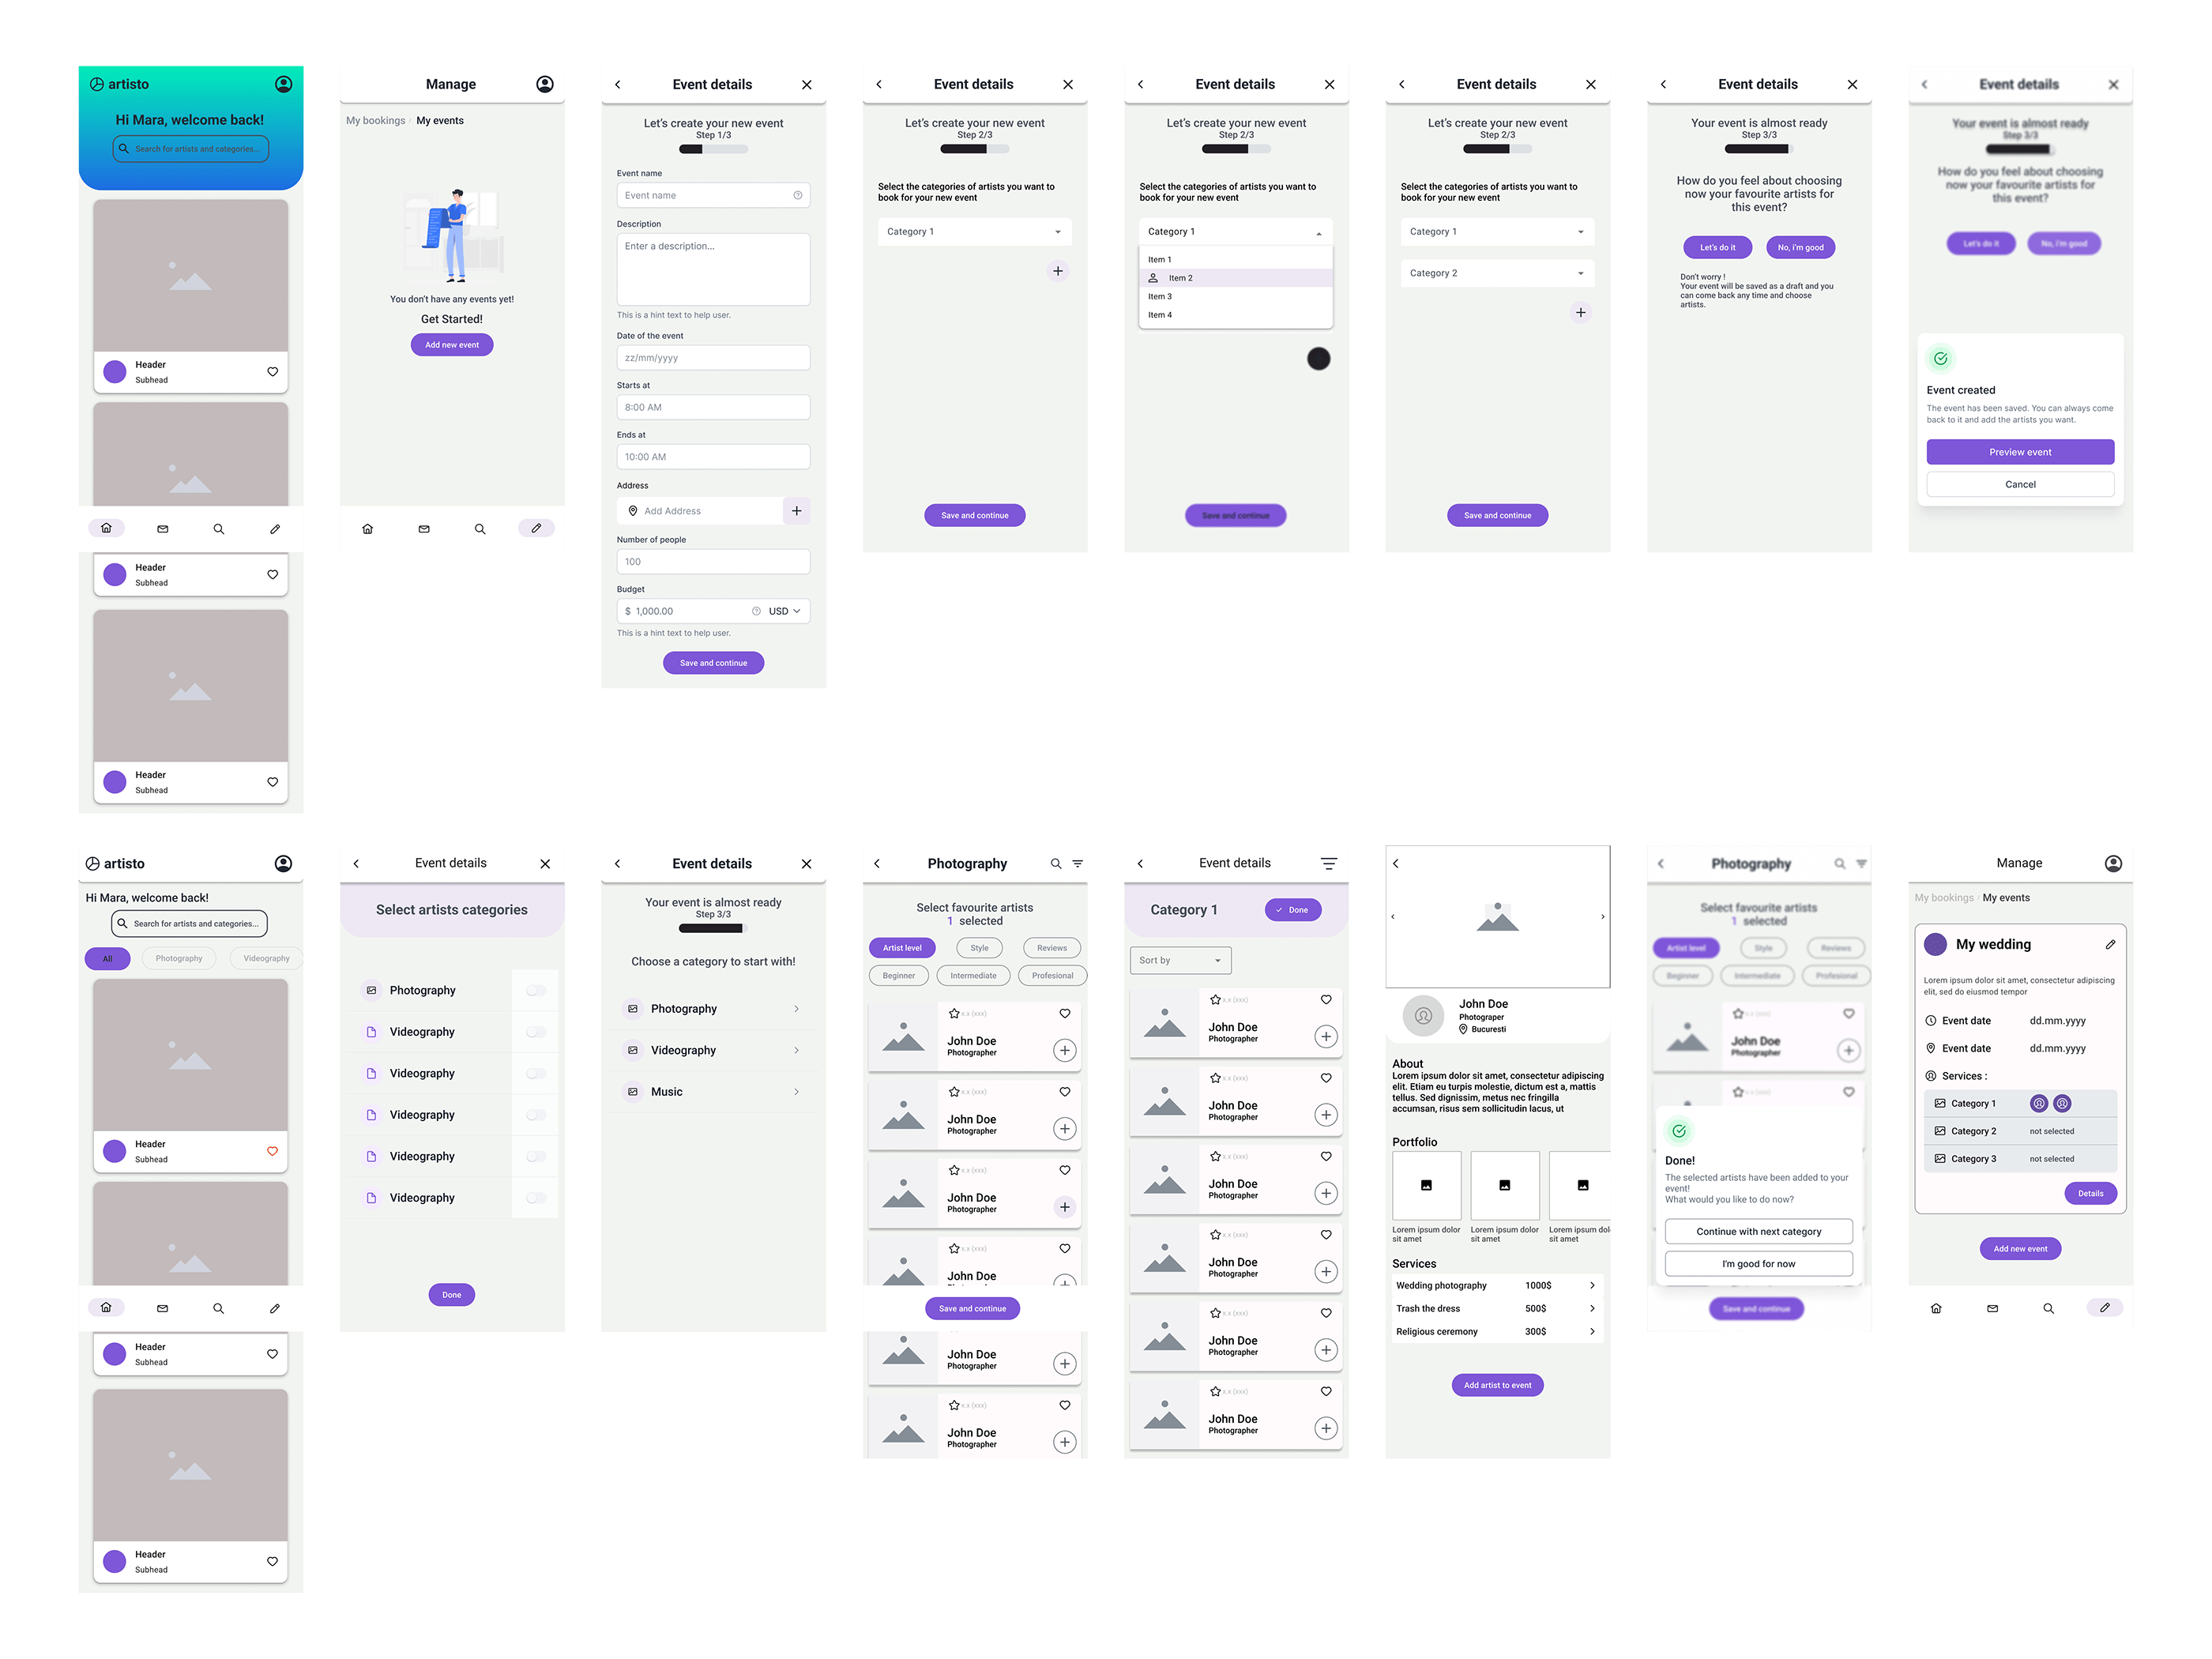 artisto
Hi Mara, welcome back!
Search for artists and categories...
Header
Subhead
Header
Subhead
Header
Subhead
Manage
My bookings
My events
You don't have any events yet!
Get Started!
Add new event
Event details
Let's create your new event
Step 1/3
Event name
Event name
Description
Enter a description...
This is a hint text to help user.
Date of the event
zz/mm/yyyy
Starts at
8:00 AM
Ends at
10:00 AM
Address
Add Address
Number of people
100
Budget
$ 1,000.00 USD
This is a hint text to help user.
Save and continue
Event details
Let's create your new event
Step 2/3
Select the categories of artists you want to
book for your new event
Category 1
Save and continue
Event details
Let's create your new event
Step 2/3
Select the categories of artists you want to
book for your new event
Category 1
Item 1
Item 2
Item 3
Item 4
Save and continue
Event details
Let's create your new event
Step 2/3
Select the categories of artists you want to
book for your new event
Category 1
Category 2
Save and continue
Event details
Your event is almost ready
Step 3/3
How do you feel about choosing
now your favourite artists for
this event?
Let's do it
No, i'm good
Don't worry !
Your event will be saved as a draft and you
can come back any time and choose
artists.
Event details
Your event is almost ready
Step 3/3
How do you feel about choosing
now your favourite artists for
this event?
Let's do it
No, i'm good
Event created
The event has been saved. You can always come
back to it and add the artists you want.
Preview event
Cancel
artisto
Hi Mara, welcome back!
Search for artists and categories...
All
Photography
Videography
Header
Subhead
Header
Subhead
Header
Subhead
Event details
Select artists categories
Photography
Videography
Videography
Videography
Videography
Videography
Done
Event details
Your event is almost ready
Step 3/3
Choose a category to start with!
Photography
Videography
Music
Photography
Select favourite artists
1 selected
Artist level
Style
Reviews
Beginner
Intermediate
Profesional
x.x (xxx)
John Doe
Photographer
x.x (xxx)
John Doe
Photographer
x.x (xxx)
John Doe
Photographer
x.x (xxx)
John Doe
Save and continue
John Doe
Photographer
x.x (xxx)
John Doe
Photographer
Event details
Category 1
Done
Sort by
x.x (xxx)
John Doe
Photographer
x.x (xxx)
John Doe
Photographer
x.x (xxx)
John Doe
Photographer
x.x (xxx)
John Doe
Photographer
x.x (xxx)
John Doe
Photographer
x.x (xxx)
John Doe
Photographer
John Doe
Photograper
Bucuresti
About
Lorem ipsum dolor sit amet, consectetur adipiscing
elit. Etiam eu turpis molestie, dictum est a, mattis
tellus. Sed dignissim, metus nec fringilla
accumsan, risus sem sollicitudin lacus, ut
Portfolio
Lorem ipsum dolor
sit amet
Lorem ipsum dolor
sit amet
Lorem ipsum dol
sit amet
Services
Wedding photography 1000$
Trash the dress 500$
Religious ceremony 300$
Add artist to event
Photography
Select favourite artists
1 selected
Artist level
Style
Reviews
Beginner
Intermediate
Profesional
x.x (xxx)
John Doe
Photographer
Done!
The selected artists have been added to your
event!
What would you like to do now?
Continue with next category
I'm good for now
Save and continue
Manage
My bookings
My events
My wedding
Lorem ipsum dolor sit amet, consectetur adipiscing
elit, sed do eiusmod tempor
Event date dd.mm.yyyy
Event date dd.mm.yyyy
Services :
Category 1
Category 2 not selected
Category 3 not selected
Details
Add new event